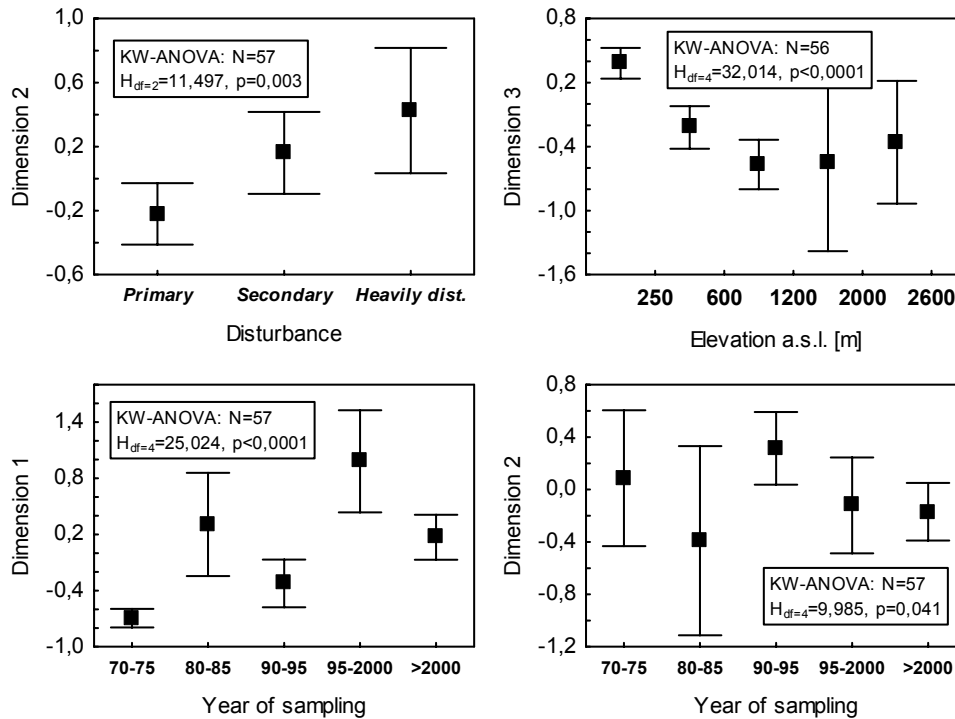 1,0
0,6
0,2
-0,2
-0,6
Dimension 2
KW-ANOVA: N=57
Hdf=2=11,497, p=0,003
Primary Secondary Heavily dist.
Disturbance
0,8
0,2
-0,4
-1,0
-1,6
Dimension 3
KW-ANOVA: N=56
Hdf=4=32,014, p<0,0001
250 600 1200 2000 2600
Elevation a.s.l. [m]
1,4
0,8
0,2
-0,4
-1,0
Dimension 1
KW-ANOVA: N=57
Hdf=4=25,024, p<0,0001
70-75 80-85 90-95 95-2000 >2000
Year of sampling
0,8
0,4
0,0
-0,4
-0,8
-1,2
Dimension 2
KW-ANOVA: N=57
Hdf=4=9,985, p=0,041
70-75 80-85 90-95 95-2000 >2000
Year of sampling